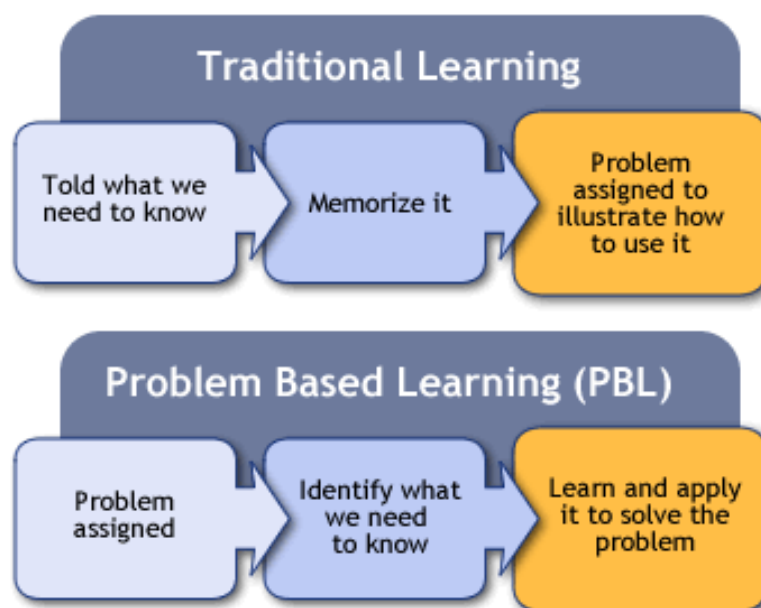 Traditional Learning
Told what we
need to know
Memorize it
Problem
assigned to
illustrate how
to use it
Problem Based Learning (PBL)
Problem
assigned
Identify what
we need
to know
Learn and apply
it to solve the
problem